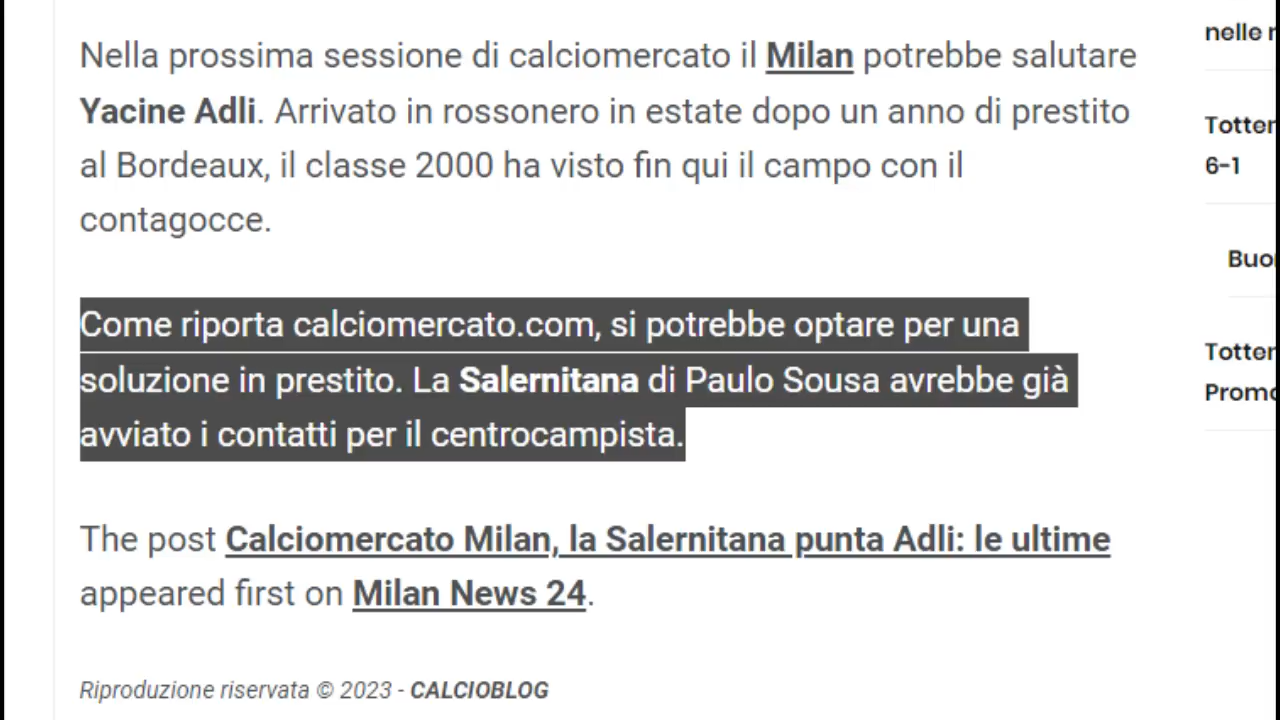 Nella prossima sessione di calciomercato il Milan potrebbe salutare
Yacine Adli. Arrivato in rossonero in estate dopo un anno di prestito
al Bordeaux, il classe 2000 ha visto fin qui il campo con il
contagocce.
Come riporta calciomercato.com, si potrebbe optare per una
soluzione in prestito. La Salernitana di Paulo Sousa avrebbe già
avviato i contatti per il centrocampista.
The post Calciomercato Milan, la Salernitana punta Adli: le ultime
appeared first on Milan News 24.
Riproduzione riservata © 2023 - CALCIOBLOG
nelle
6-1